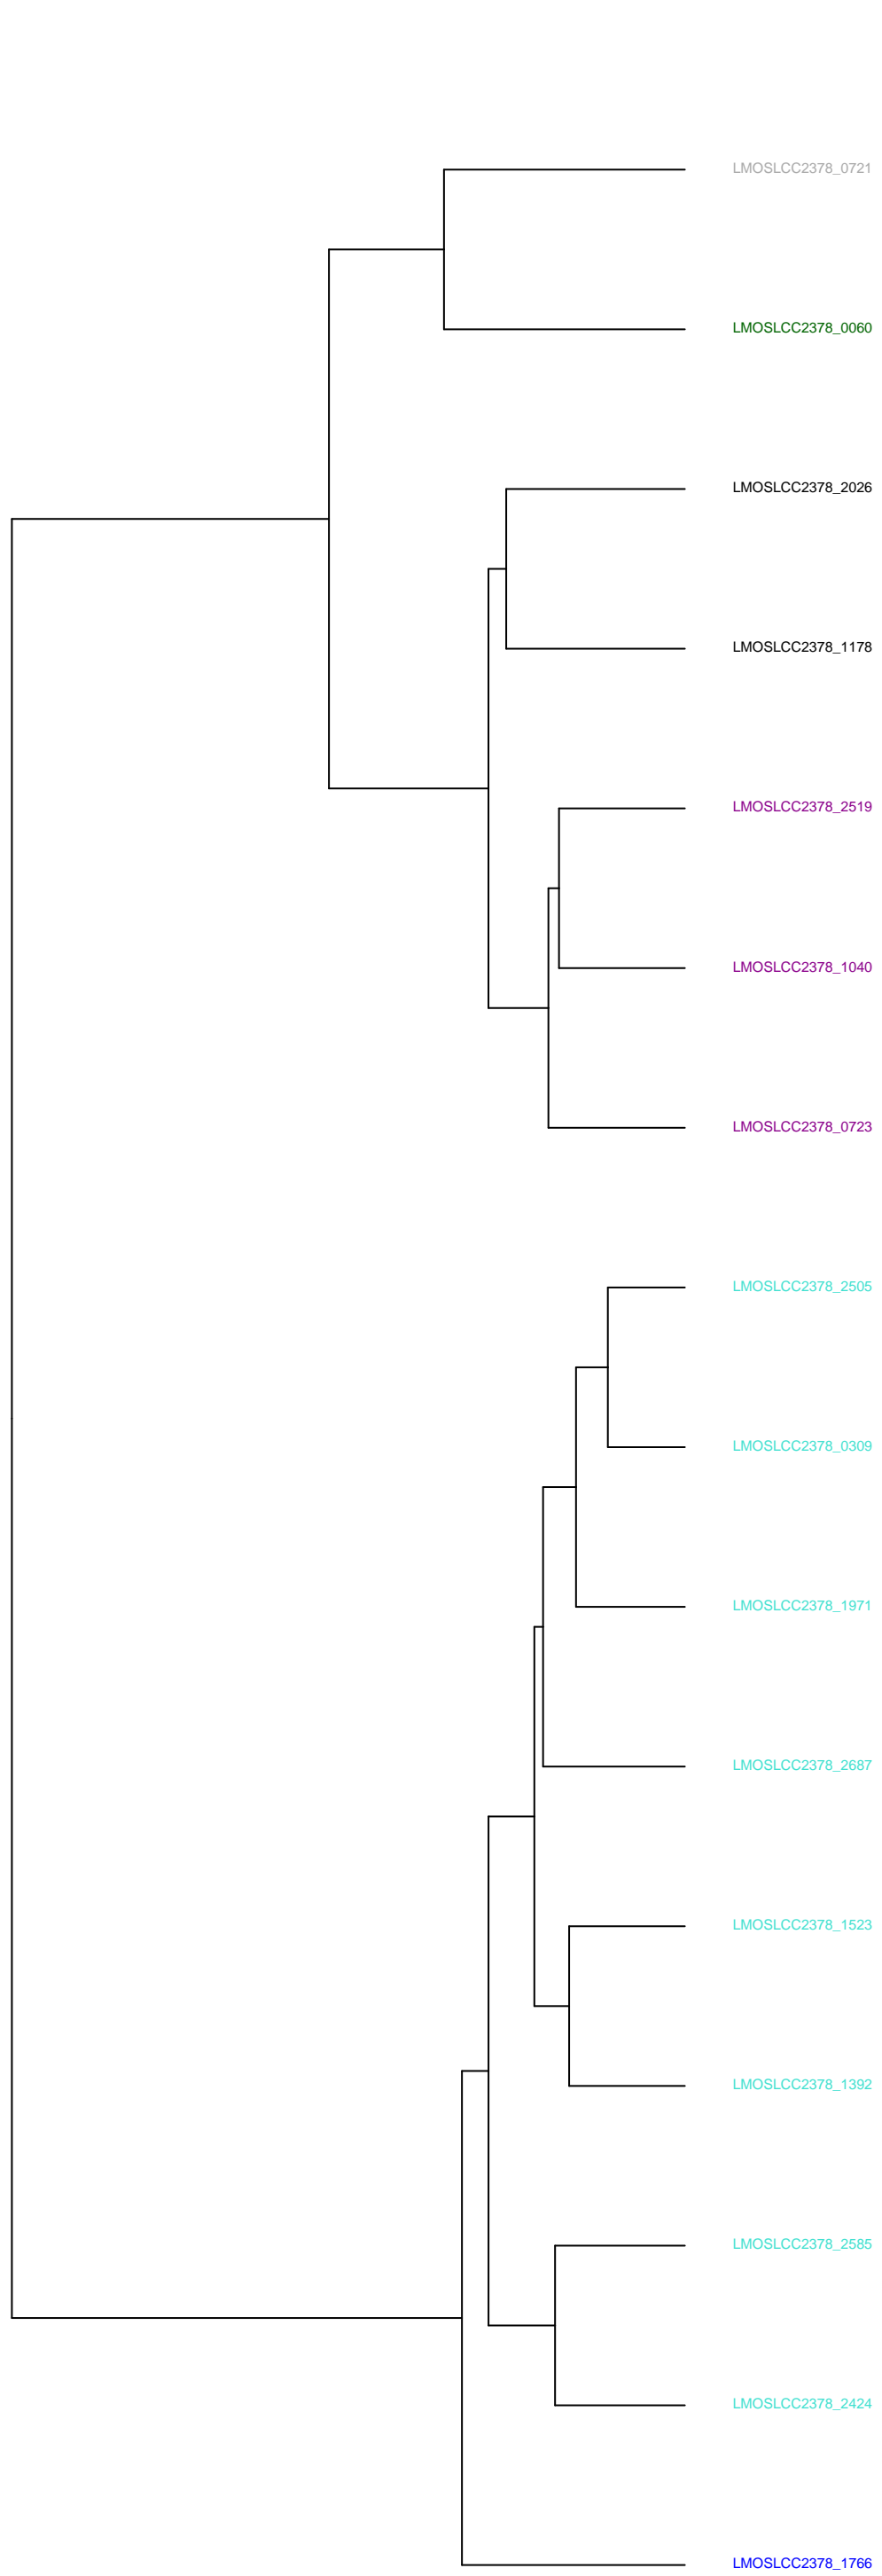 LMOSLCC2378_0721
LMOSLCC2378_0060
LMOSLCC2378_2026
LMOSLCC2378_1178
LMOSLCC2378_2519
LMOSLCC2378_1040
LMOSLCC2378_0723
LMOSLCC2378_2505
LMOSLCC2378_0309
LMOSLCC2378_1971
LMOSLCC2378_2687
LMOSLCC2378_1523
LMOSLCC2378_1392
LMOSLCC2378_2585
LMOSLCC2378_2424
LMOSLCC2378_1766